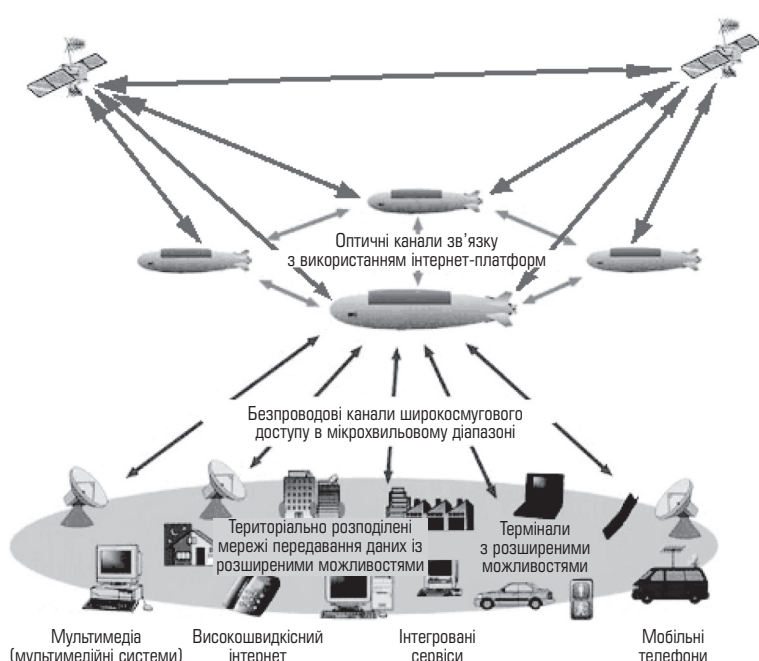 Оптичні канали зв’язку
з використанням інтернет-платформ
Безпроводові канали широкосмугового
доступу в мікрохвильовому діапазоні
Територіально розподілені
мережі передавання даних із
розширеними можливостями
Термінали
з розширеними
можливостями
Мультимедіа
(мультимедійні системи)
Високошвидкісний
інтернет
Інтегровані
сервіси
Мобільні
телефони